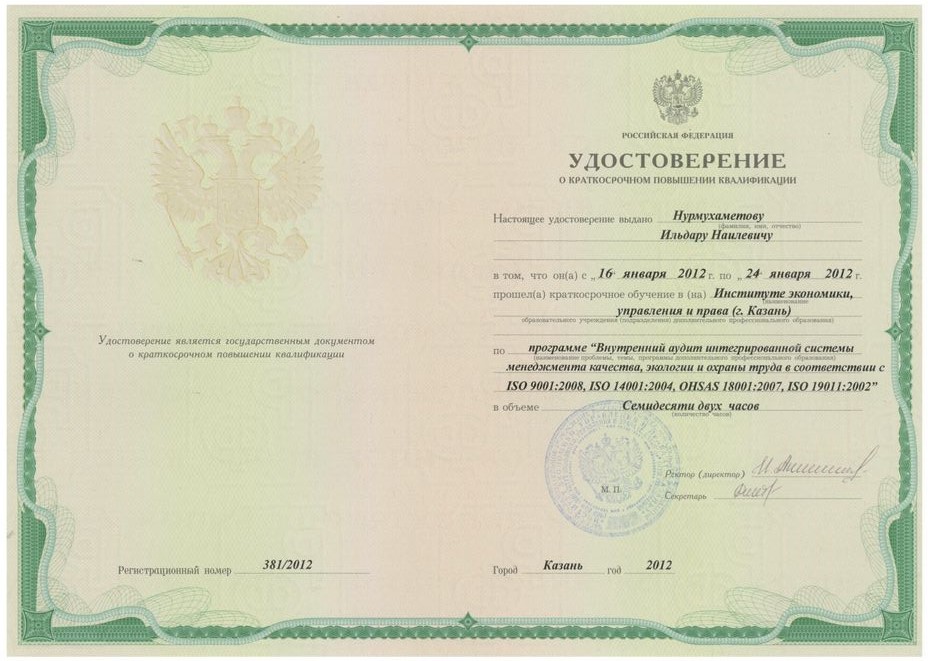 Удостоверение является государственным документом
о краткосрочном повышении квалификации
Регистрационный номер 381/2012
РОССИЙСКАЯ ФЕДЕРАЦИЯ
УДОСТОВЕРЕНИЕ
О КРАТКОСРОЧНОМ ПОВЫШЕНИИ КВАЛИФИКАЦИИ
Настоящее удостоверение выдано Нурмухаметову
(фамилия, имя, отчество)
Ильдару Наилевичу
в том, что он(а) с „ 16 января 2012 г. по „ 24 января 2012 г.
прошел(а) краткосрочное обучение в (на) Институте экономики,
(наименование
управления и права (г. Казань)
образовательного учреждения (подразделения) дополнительного профессионального образования)
по программе “Внутренний аудит интегрированной системы
(наименование проблемы, темы, программы дополнительного профессионального образования)
менеджмента качества, экологии и охраны труда в соответствии с
ISO 9001:2008, ISO 14001:2004, OHSAS 18001:2007, ISO 19011:2002”
в объеме Семидесяти двух часов
(количество часов)
М. П.
Ректор (директор)
Секретарь
Город Казань год 2012